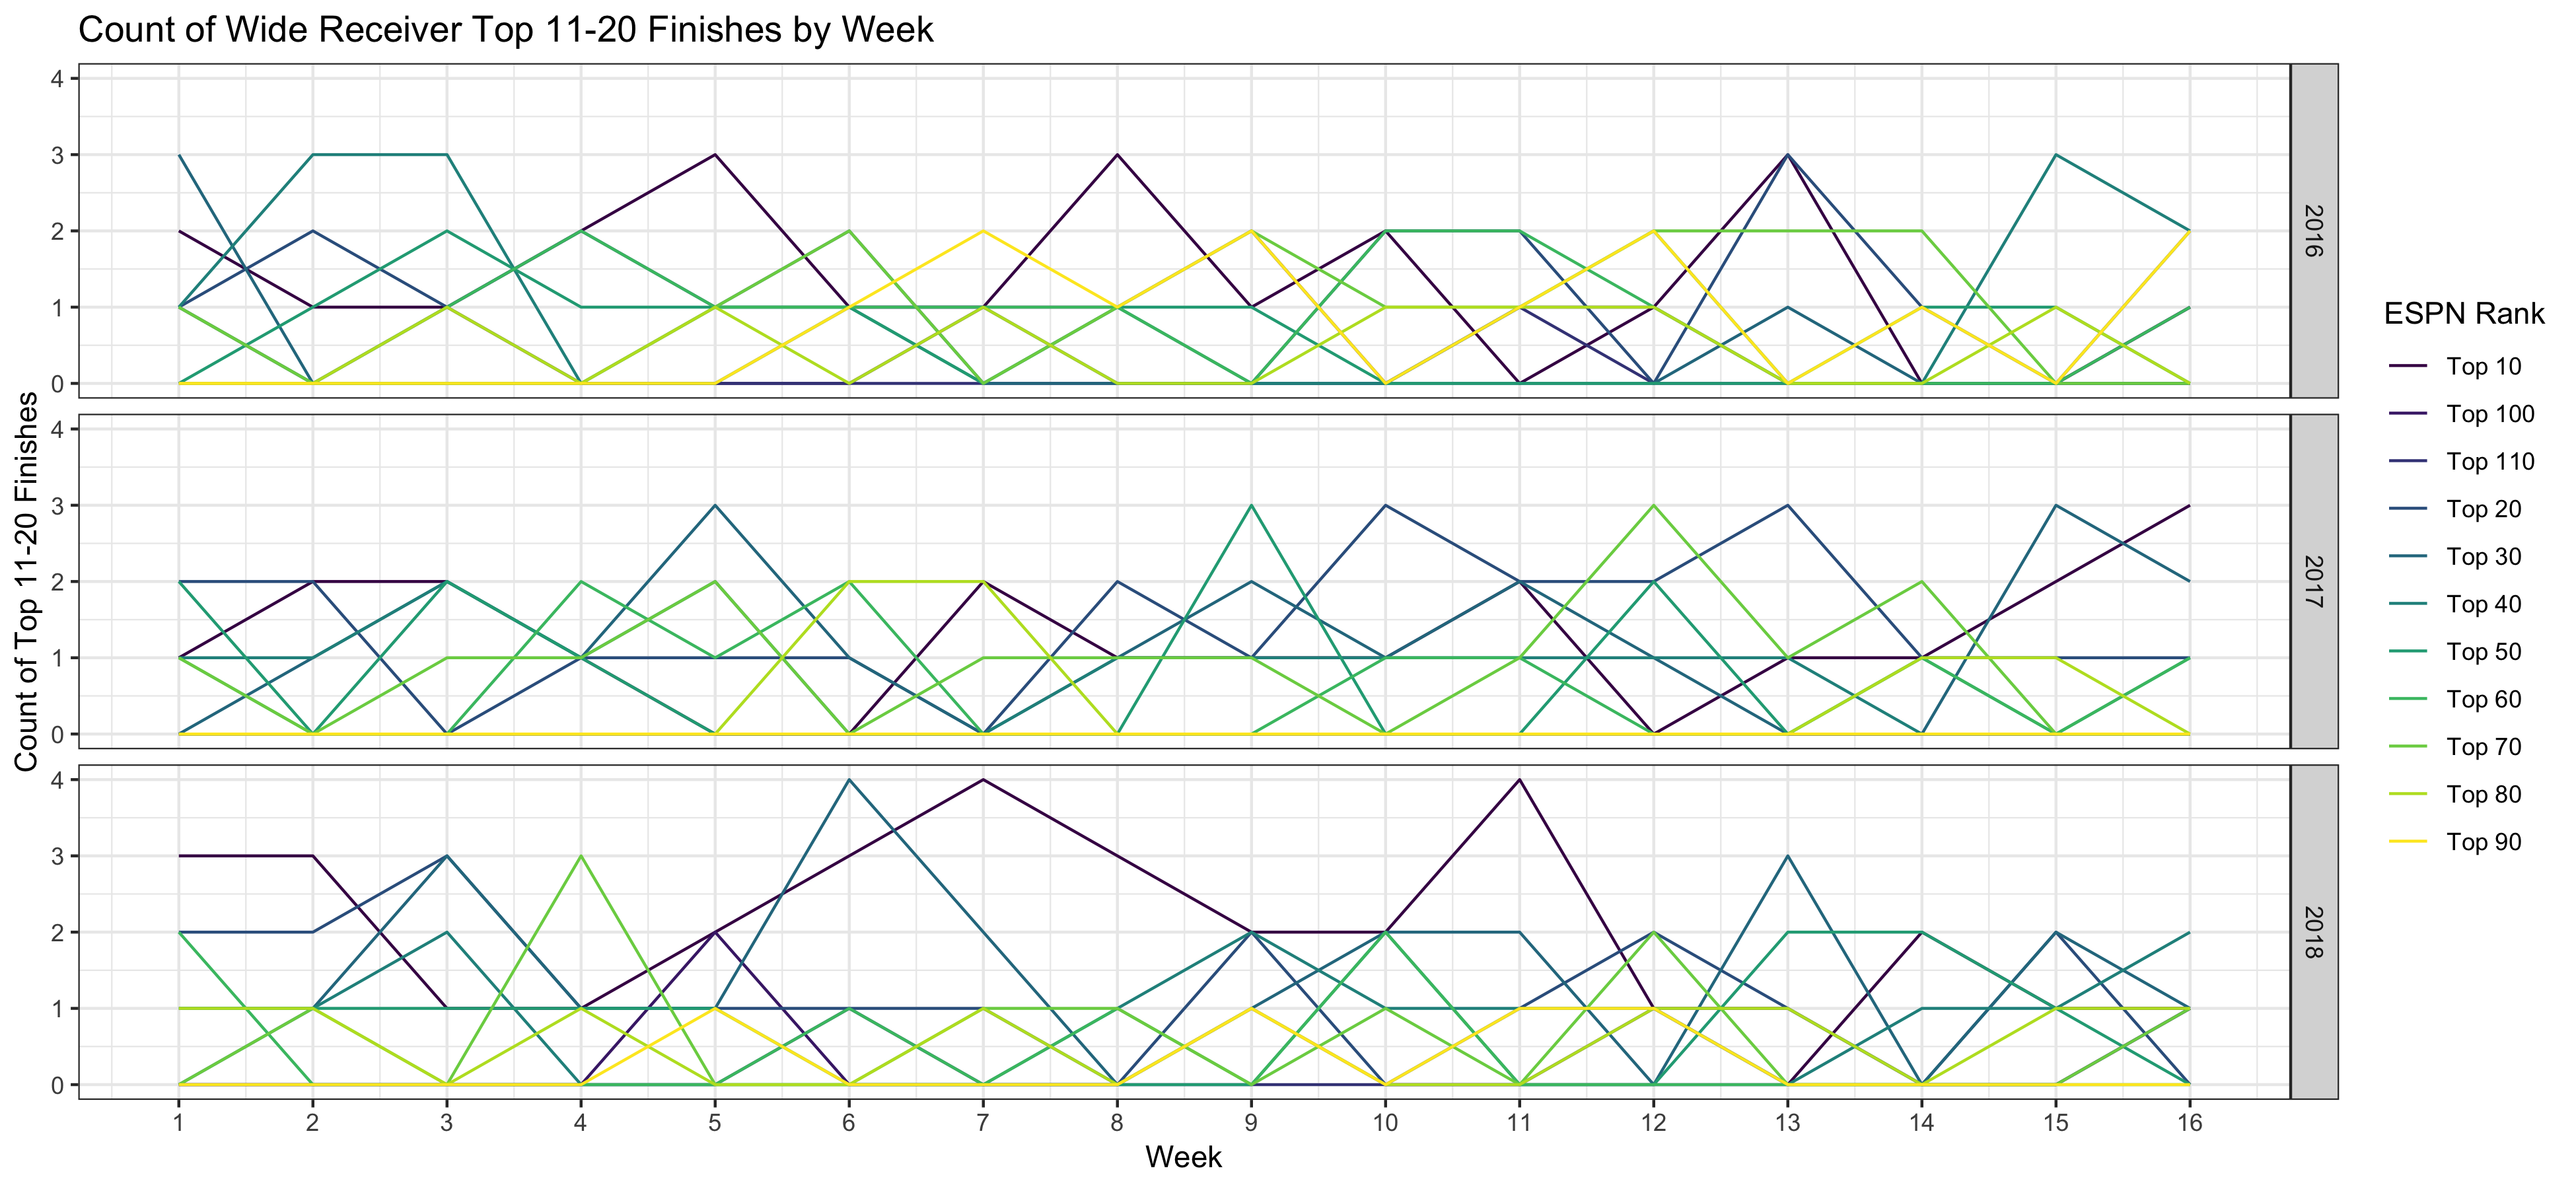 Count of Wide Receiver Top 11-20 Finishes by Week
Count of Top 11-20 Finishes
4
3
2
1
0
2016
4
3
2
1
0
2017
4
3
2
1
0
2018
1 2 3 4 5 6 7 8 9 10 11 12 13 14 15 16
Week
ESPN Rank
Top 10
Top 100
Top 110
Top 20
Top 30
Top 40
Top 50
Top 60
Top 70
Top 80
Top 90